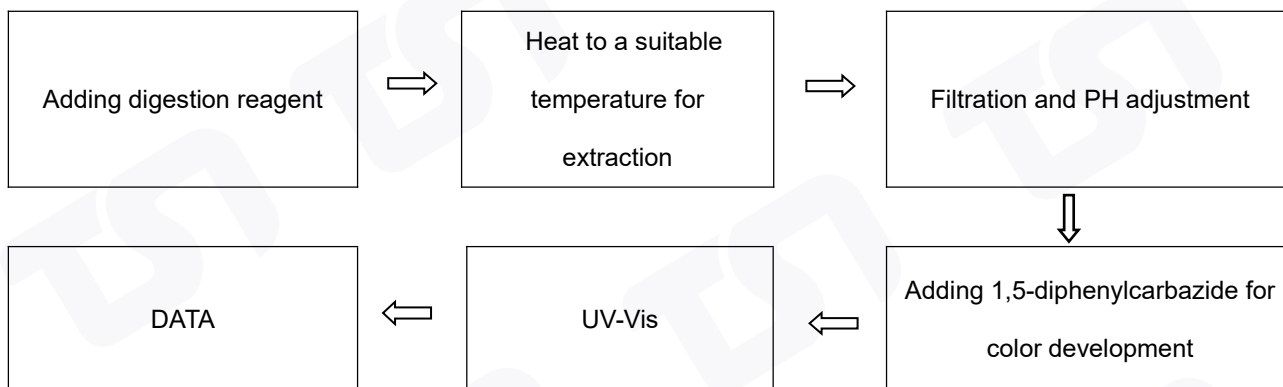 Adding digestion reagent
Heat to a suitable
temperature for
extraction
Filtration and PH adjustment
Adding 1,5-diphenylcarbazide for
color development
UV-Vis
DATA